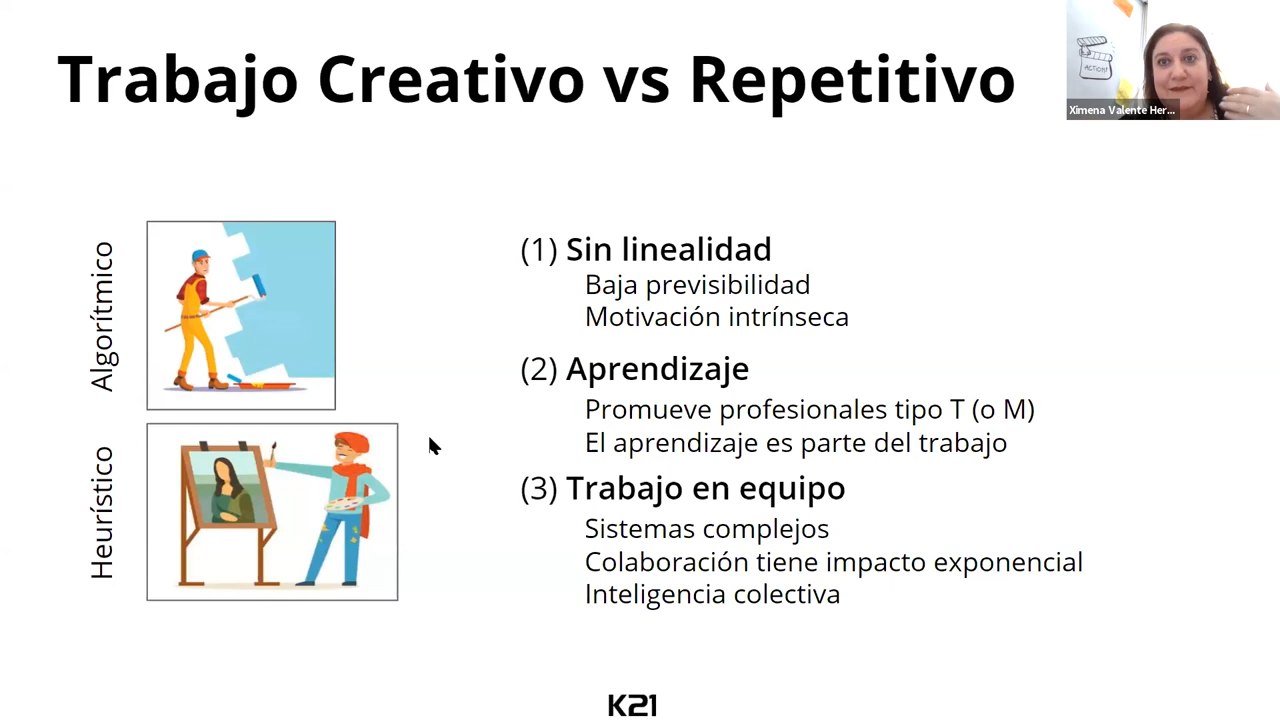 Trabajo Creativo vs Repetitivo
ACTION!
Ximena Valente Her...
Algorítmico
Heurístico
(1) Sin linealidad
Baja previsibilidad
Motivación intrínseca
(2) Aprendizaje
Promueve profesionales tipo T (o M)
El aprendizaje es parte del trabajo
(3) Trabajo en equipo
Sistemas complejos
Colaboración tiene impacto exponencial
Inteligencia colectiva
K21